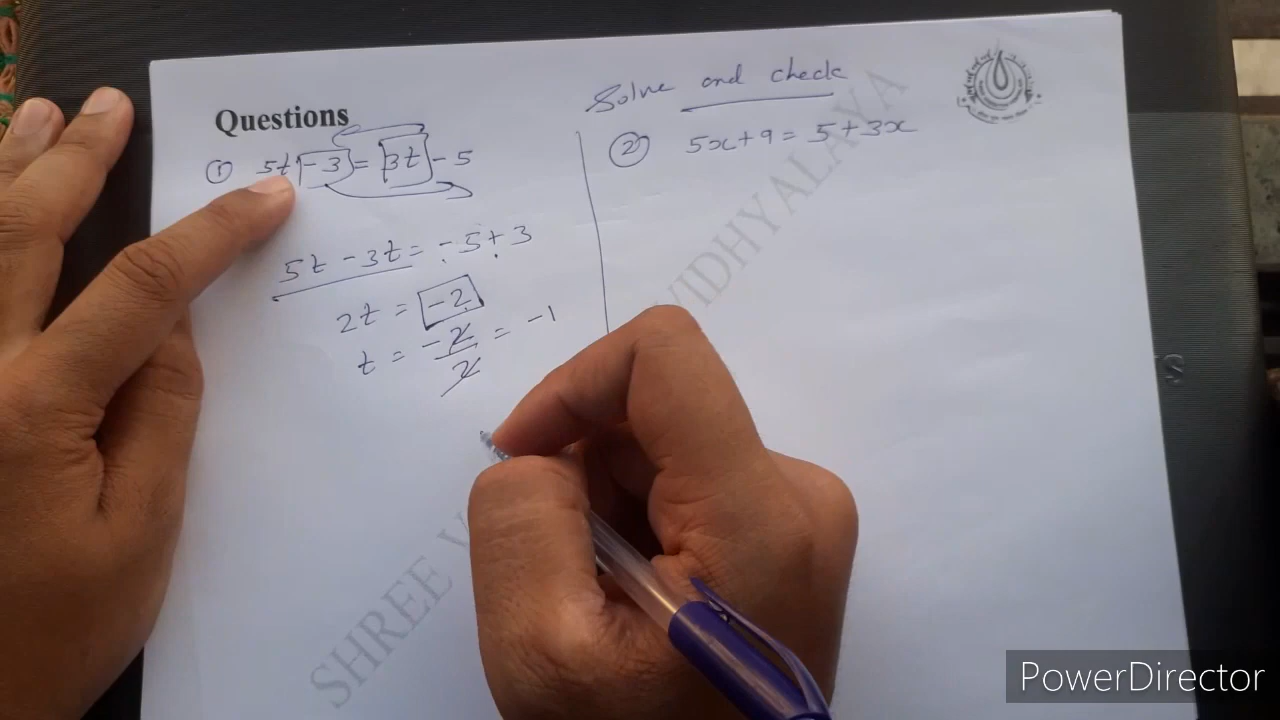 Questions
① 5t - 3 = 3t - 5
5t - 3t = - 5 + 3
2t = -2
t = -2/2 = -1
Solve and check
② 5x + 9 = 5 + 3x
SHREE V
VIDHYALAYA
S
PowerDirector